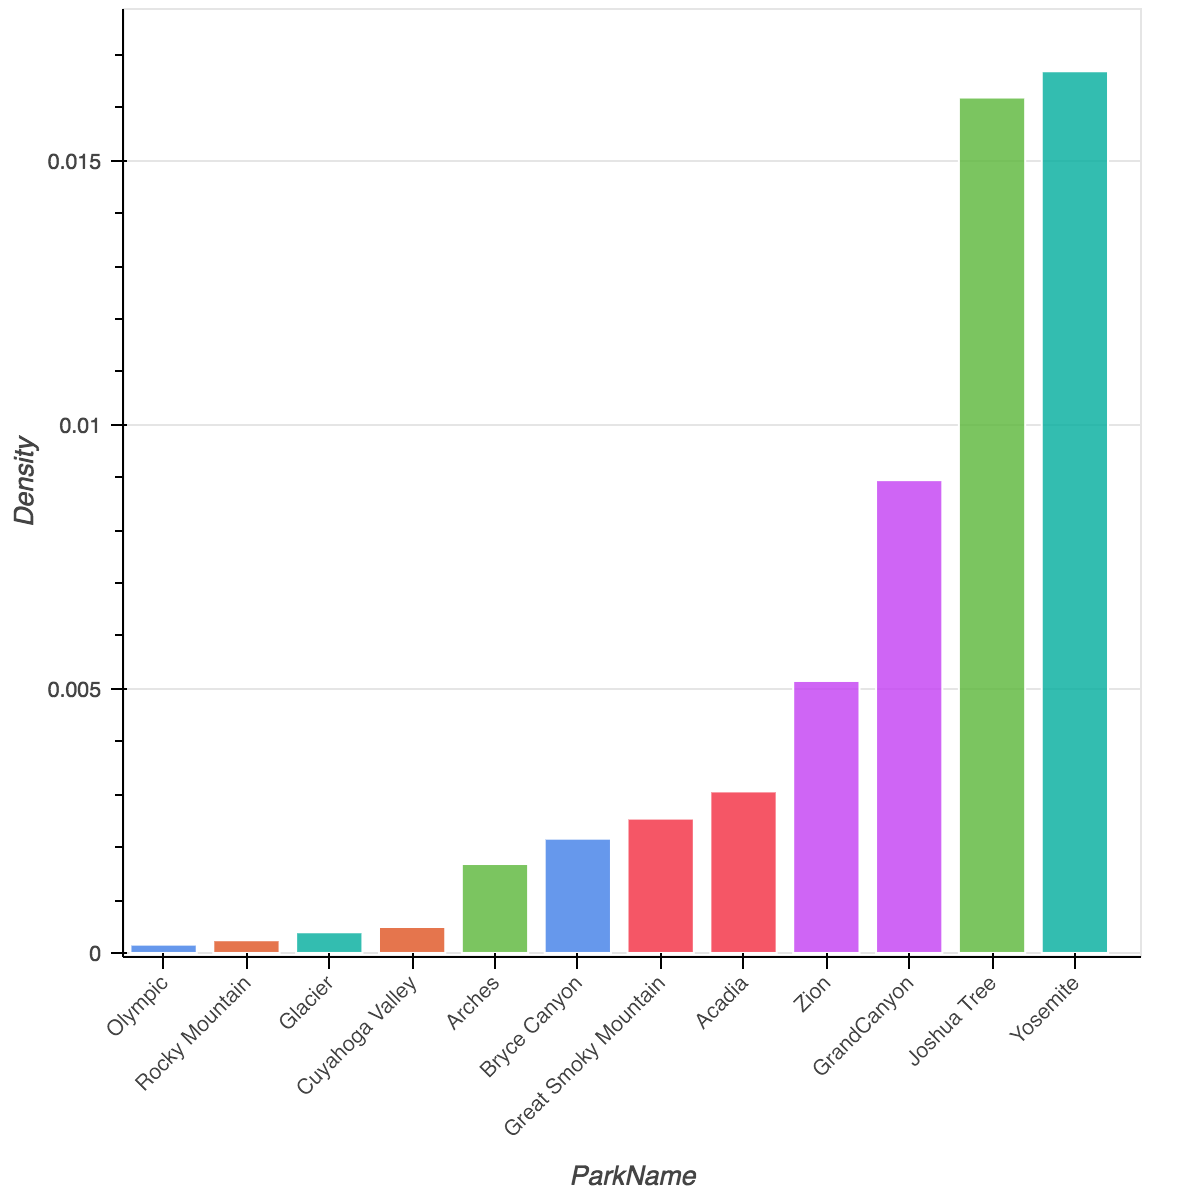 0.015
0.01
0.005
0
Density
Olympic
Rocky Mountain
Glacier
Cuyahoga Valley
Arches
Bryce Canyon
Great Smoky Mountain
Acadia
Zion
GrandCanyon
Joshua Tree
Yosemite
ParkName